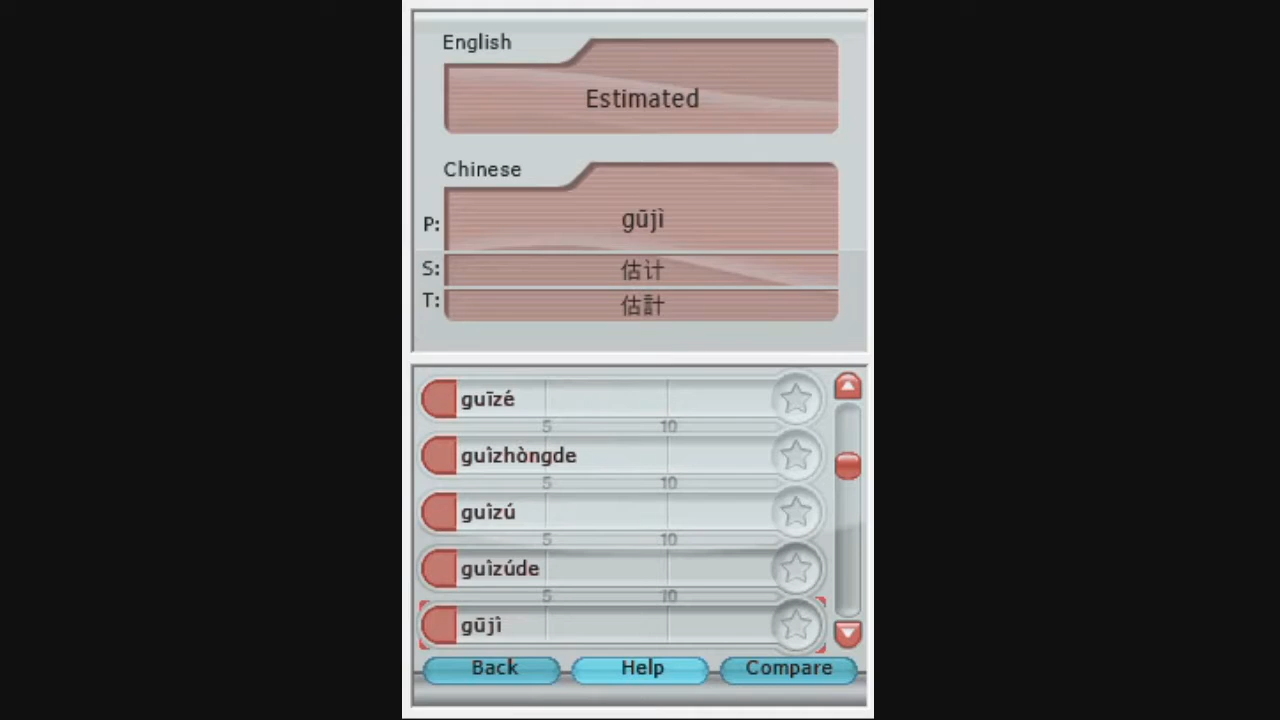 English
Estimated
Chinese
P: gūjì
S: 估计
T: 估計
guīzé
5 10
guìzhòngde
5 10
guìzú
5 10
guìzúde
5 10
gūjì
Back Help Compare